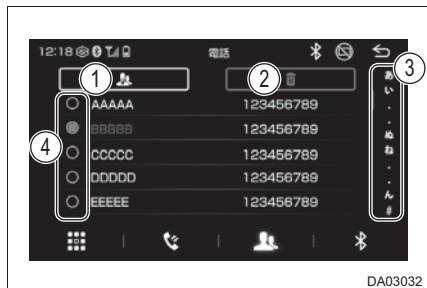 12:18 電話
1 2 3
あ
い
.
.
ぬ
ね
.
.
ん
#
4
AAAAA 123456789
BBBBB 123456789
CCCCC 123456789
DDDDD 123456789
EEEEE 123456789
DA03032